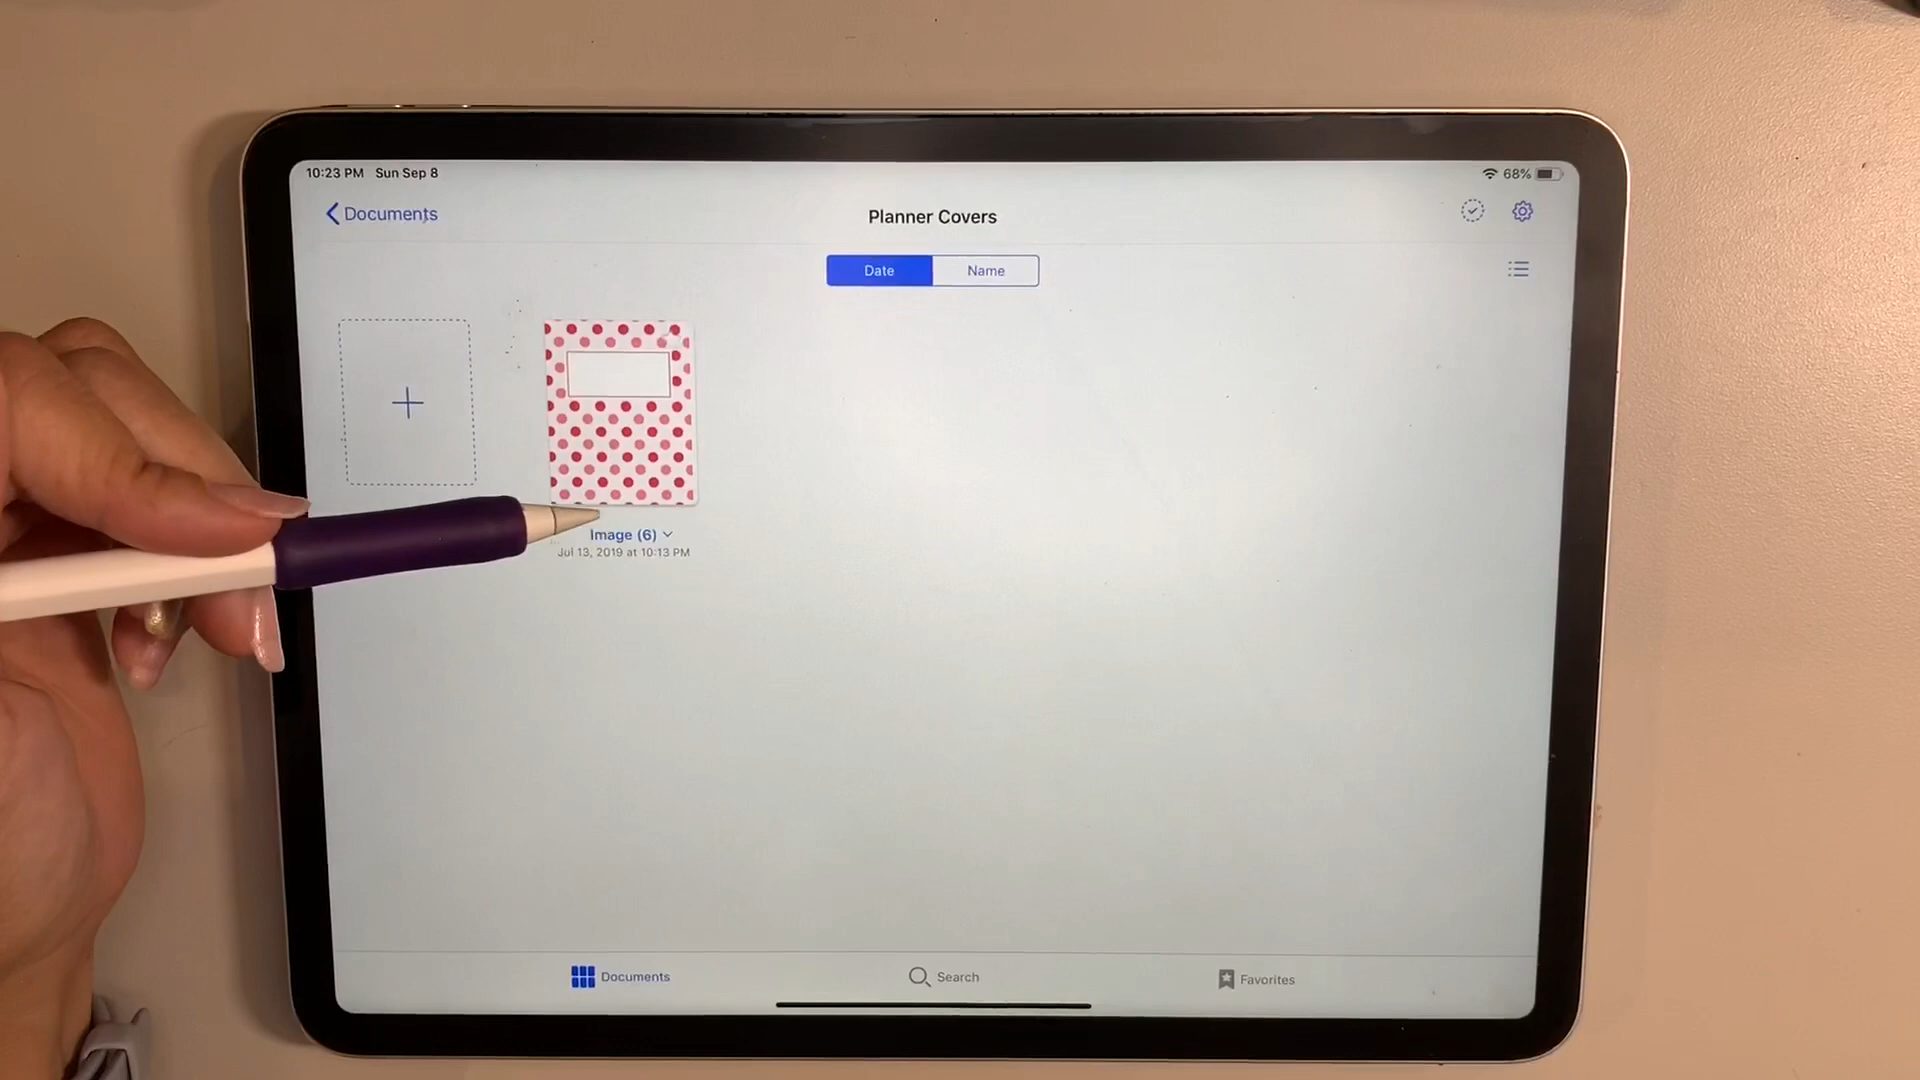 10:23 PM Sun Sep 8
68%
Documents
Planner Covers
Date
Name
Image (6)
Jul 13, 2019 at 10:13 PM
Documents
Search
Favorites